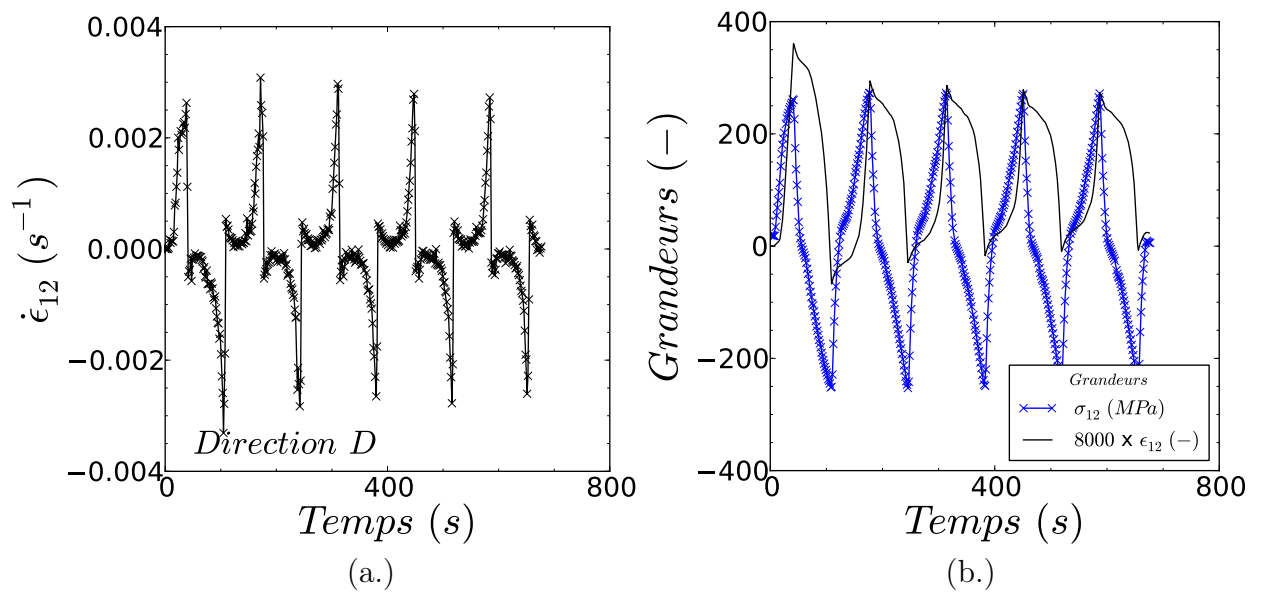 0.004
0.002
0.000
−0.002
−0.004
0
400
800
ϵ̇₁₂ (s⁻¹)
Direction D
Temps (s)
(a.)
400
200
0
−200
−400
0
400
800
Grandeurs (−)
Grandeurs
σ₁₂ (MPa)
8000 x ϵ₁₂ (−)
Temps (s)
(b.)